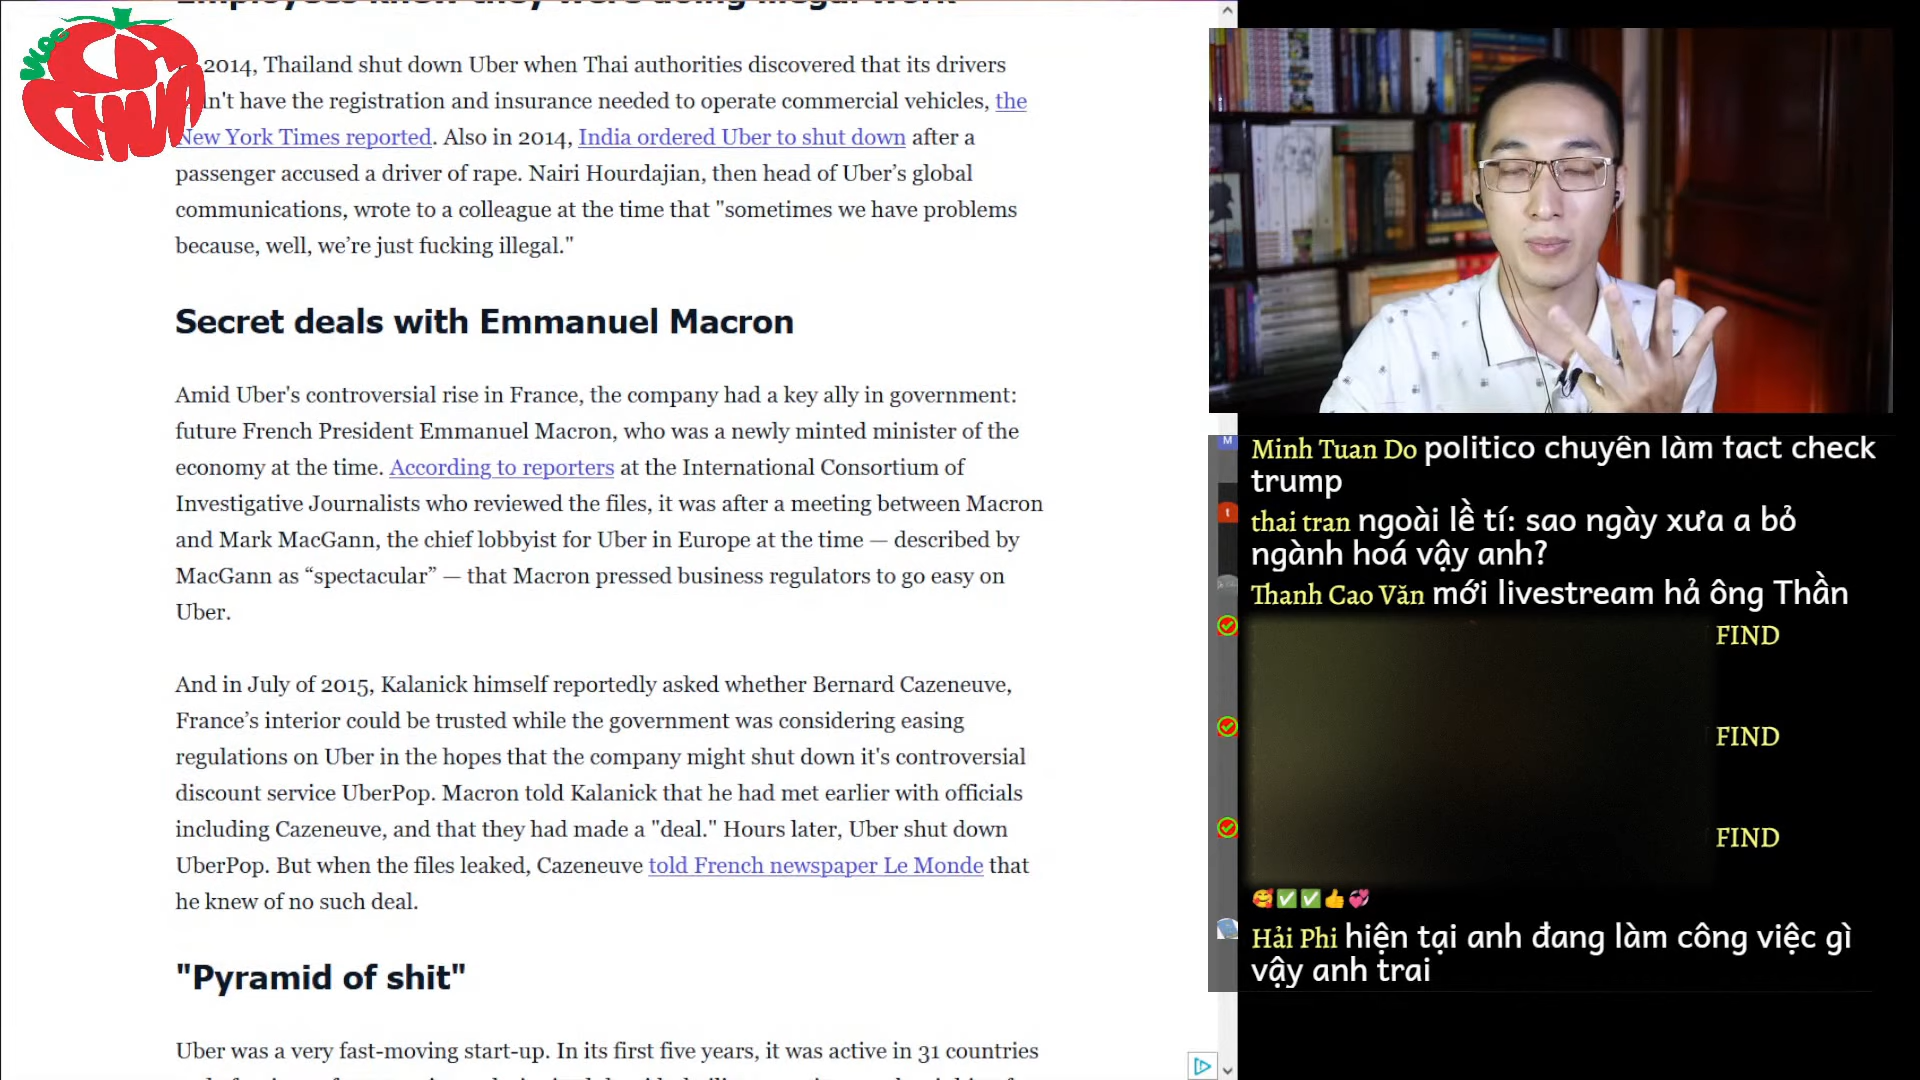 Employees knew they were doing illegal work
2014, Thailand shut down Uber when Thai authorities discovered that its drivers
n't have the registration and insurance needed to operate commercial vehicles, the
New York Times reported. Also in 2014, India ordered Uber to shut down after a
passenger accused a driver of rape. Nairi Hourdajian, then head of Uber’s global
communications, wrote to a colleague at the time that "sometimes we have problems
because, well, we’re just fucking illegal."
Secret deals with Emmanuel Macron
Amid Uber's controversial rise in France, the company had a key ally in government:
future French President Emmanuel Macron, who was a newly minted minister of the
economy at the time. According to reporters at the International Consortium of
Investigative Journalists who reviewed the files, it was after a meeting between Macron
and Mark MacGann, the chief lobbyist for Uber in Europe at the time — described by
MacGann as “spectacular” — that Macron pressed business regulators to go easy on
Uber.
And in July of 2015, Kalanick himself reportedly asked whether Bernard Cazeneuve,
France’s interior could be trusted while the government was considering easing
regulations on Uber in the hopes that the company might shut down it's controversial
discount service UberPop. Macron told Kalanick that he had met earlier with officials
including Cazeneuve, and that they had made a "deal." Hours later, Uber shut down
UberPop. But when the files leaked, Cazeneuve told French newspaper Le Monde that
he knew of no such deal.
"Pyramid of shit"
Uber was a very fast-moving start-up. In its first five years, it was active in 31 countries
VLOG
CÀ
CHUA
M
Minh Tuan Do politico chuyên làm fact check
trump
t
thai tran ngoài lề tí: sao ngày xưa a bỏ
ngành hoá vậy anh?
Thanh Cao Văn mới livestream hả ông Thần
FIND
FIND
FIND
🥰✅✅👍💞
Hải Phi hiện tại anh đang làm công việc gì
vậy anh trai